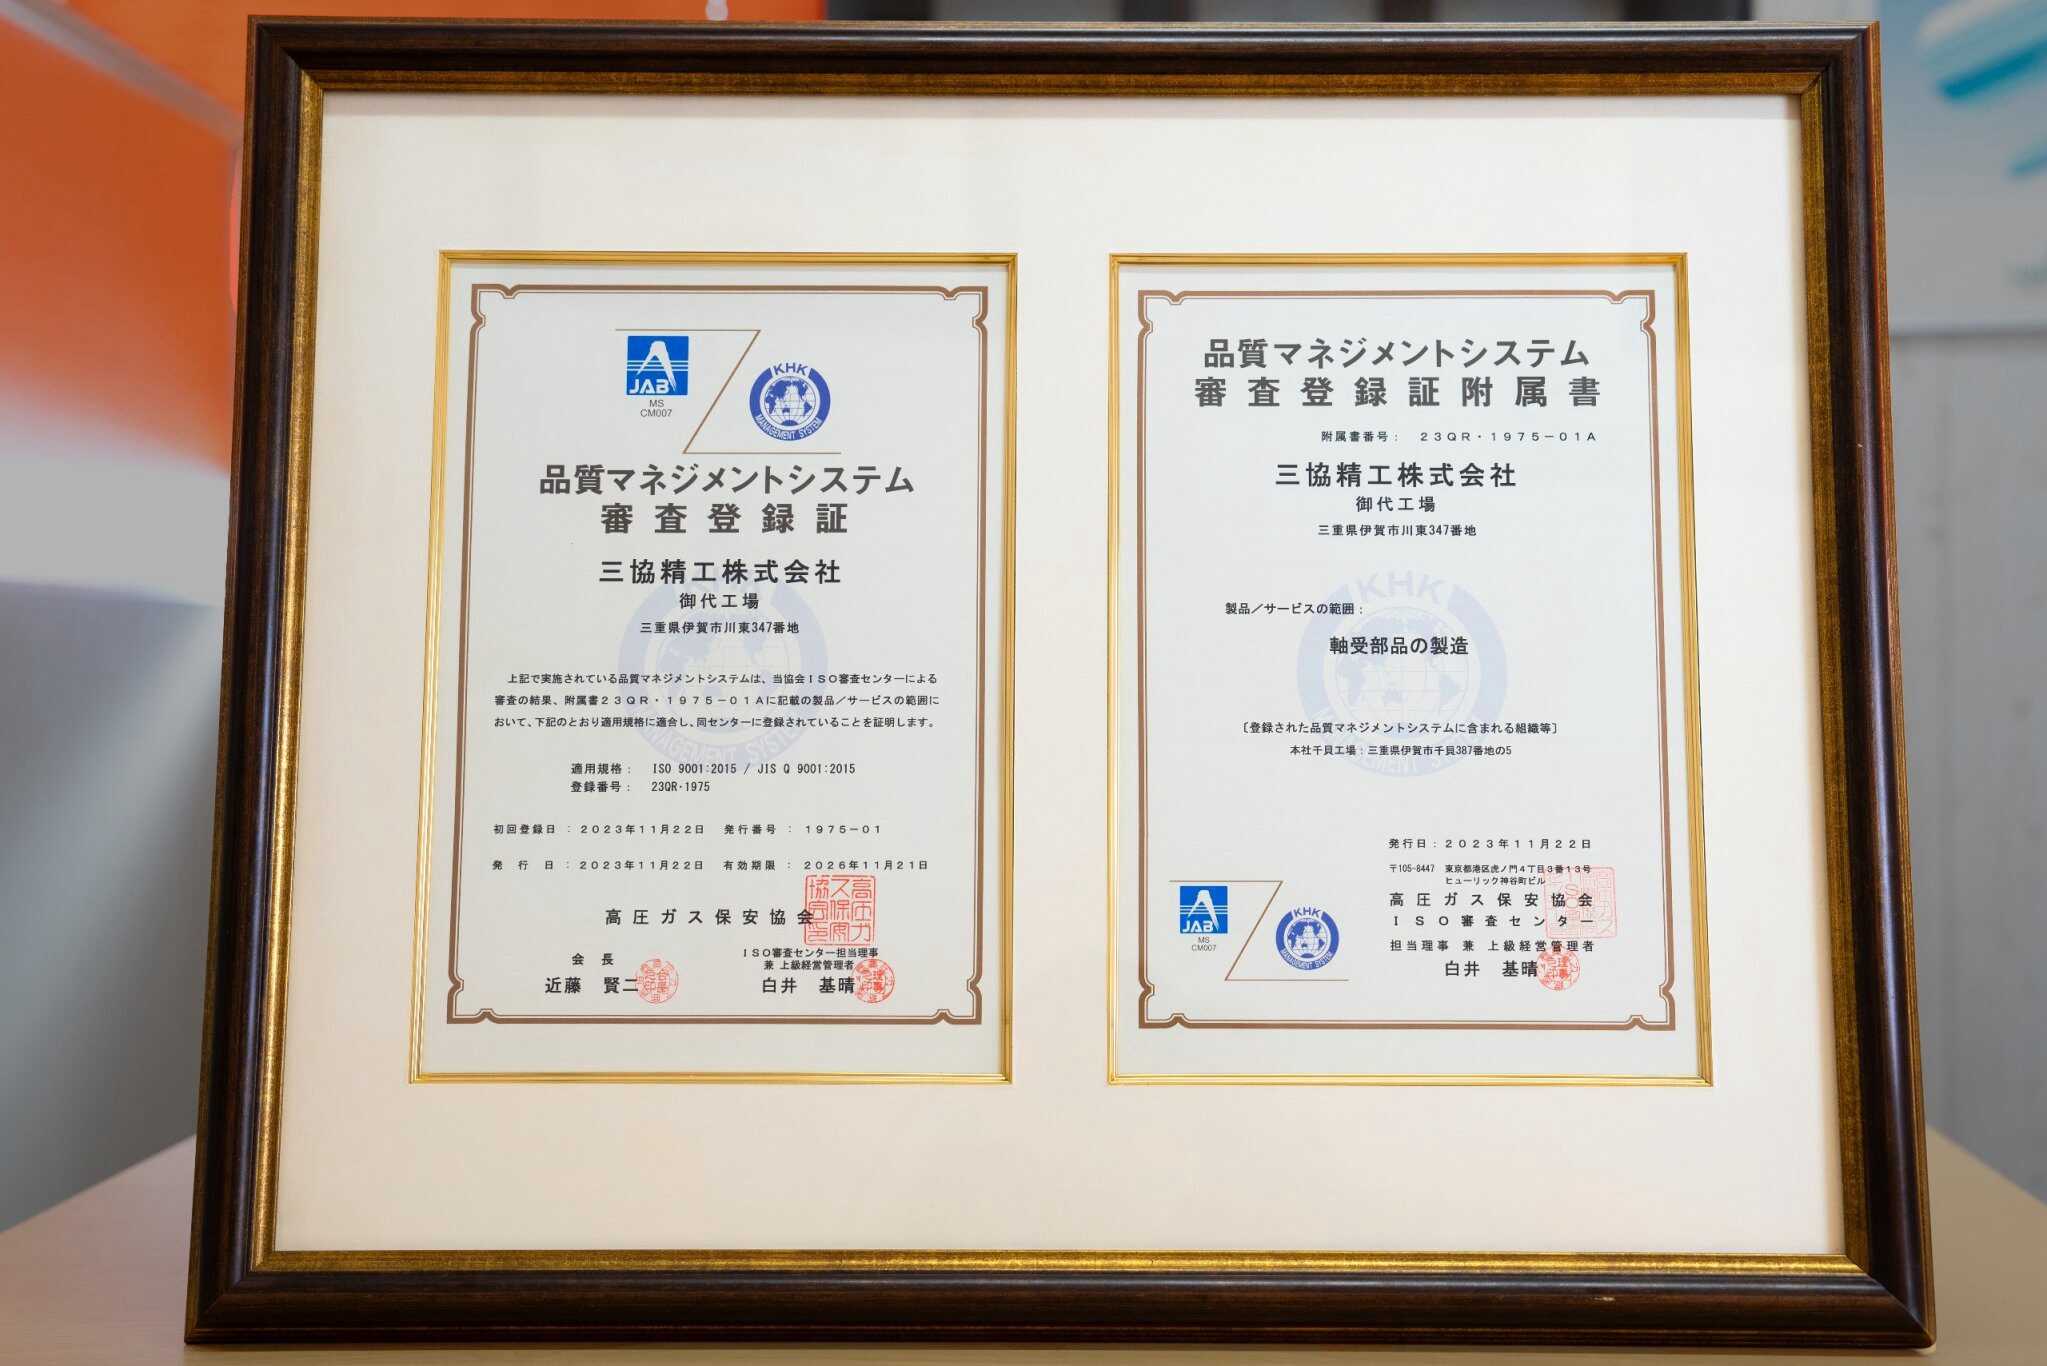 JAB
MS
CM007
KHK
MANAGEMENT SYSTEM
品質マネジメントシステム
審査登録証
三協精工株式会社
御代工場
三重県伊賀市川東347番地
上記で実施されている品質マネジメントシステムは、当協会ISO審査センターによる
審査の結果、附属書23QR・1975-01Aに記載の製品/サービスの範囲に
おいて、下記のとおり適用規格に適合し、同センターに登録されていることを証明します。
適用規格： ISO 9001:2015 / JIS Q 9001:2015
登録番号： 23QR・1975
初回登録日：2023年11月22日 発行番号：1975-01
発行日：2023年11月22日 有効期限：2026年11月21日
高圧ガス保安協会
会長
近藤 賢二
ISO審査センター担当理事
兼 上級経営管理者
白井 基晴
品質マネジメントシステム
審査登録証附属書
附属書番号： 23QR・1975-01A
三協精工株式会社
御代工場
三重県伊賀市川東347番地
製品/サービスの範囲：
軸受部品の製造
〔登録された品質マネジメントシステムに含まれる組織等〕
本社千貝工場：三重県伊賀市千貝387番地の5
発行日：2023年11月22日
〒105-8447 東京都港区虎ノ門4丁目3番13号
ヒューリック神谷町ビル
高圧ガス保安協会
ISO審査センター
担当理事 兼 上級経営管理者
白井 基晴
JAB
MS
CM007
KHK
MANAGEMENT SYSTEM